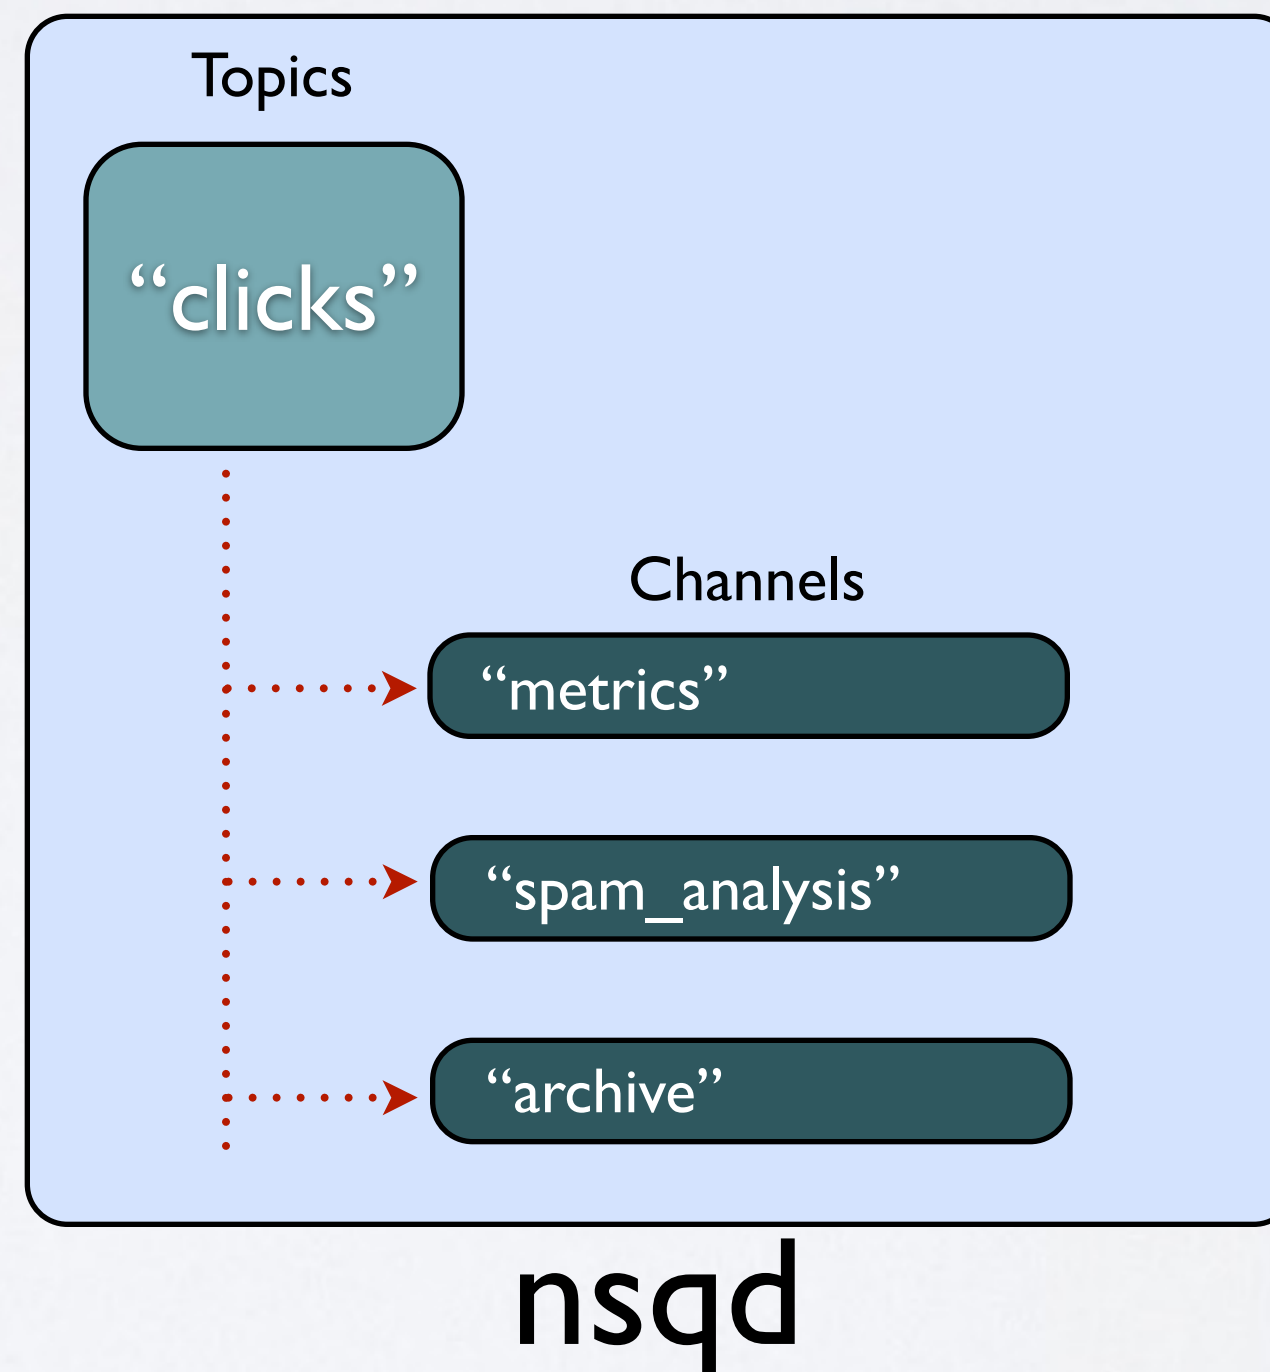 Topics
“clicks”
Channels
“metrics”
“spam_analysis”
“archive”
nsqd